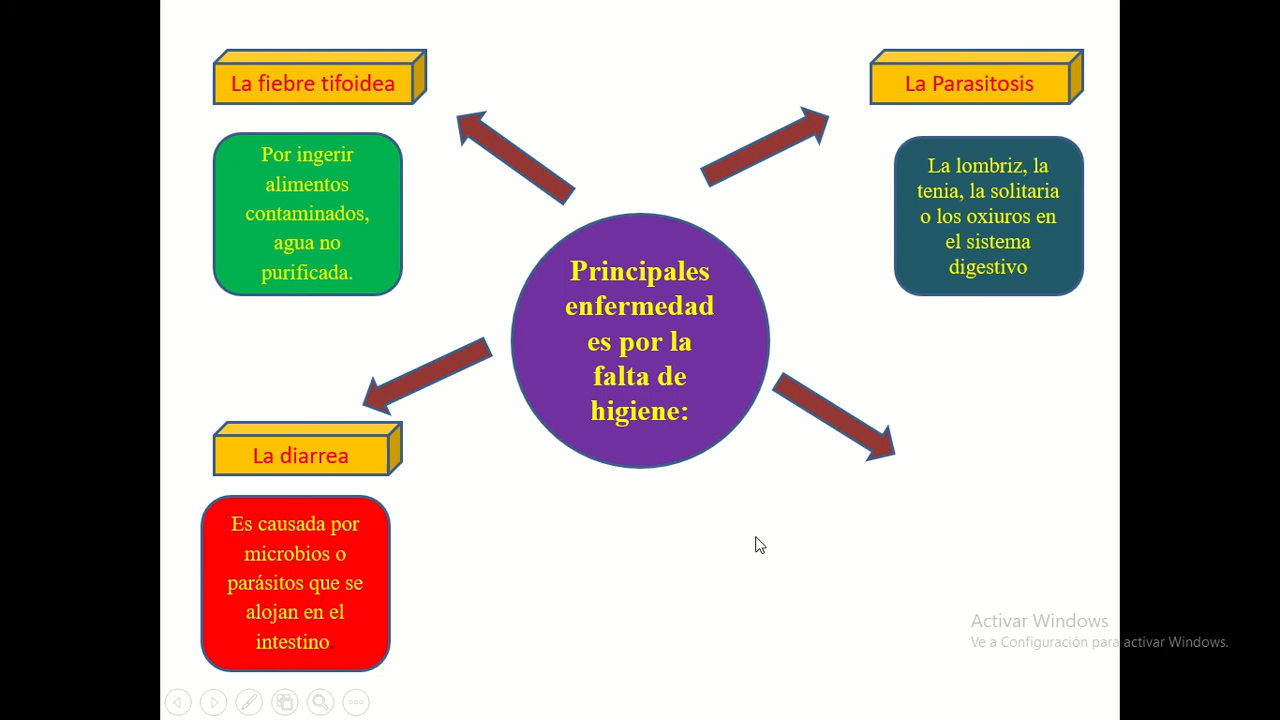 La fiebre tifoidea
Por ingerir
alimentos
contaminados,
agua no
purificada.
La Parasitosis
La lombriz, la
tenia, la solitaria
o los oxiuros en
el sistema
digestivo
Principales
enfermedad
es por la
falta de
higiene:
La diarrea
Es causada por
microbios o
parásitos que se
alojan en el
intestino.
Activar Windows
Ve a Configuración para activar Windows.